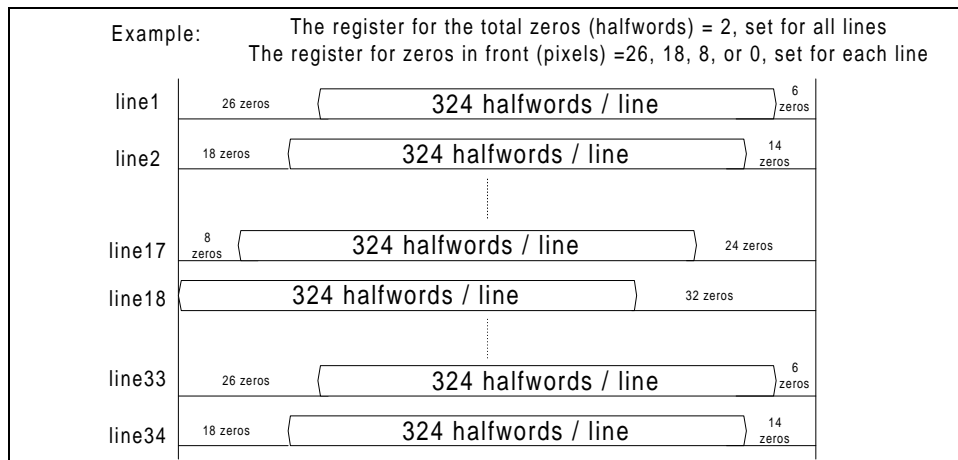 Example: The register for the total zeros (halfwords) = 2, set for all lines
The register for zeros in front (pixels) =26, 18, 8, or 0, set for each line
line1 26 zeros 324 halfwords / line 6 zeros
line2 18 zeros 324 halfwords / line 14 zeros
line17 8 zeros 324 halfwords / line 24 zeros
line18 324 halfwords / line 32 zeros
line33 26 zeros 324 halfwords / line 6 zeros
line34 18 zeros 324 halfwords / line 14 zeros